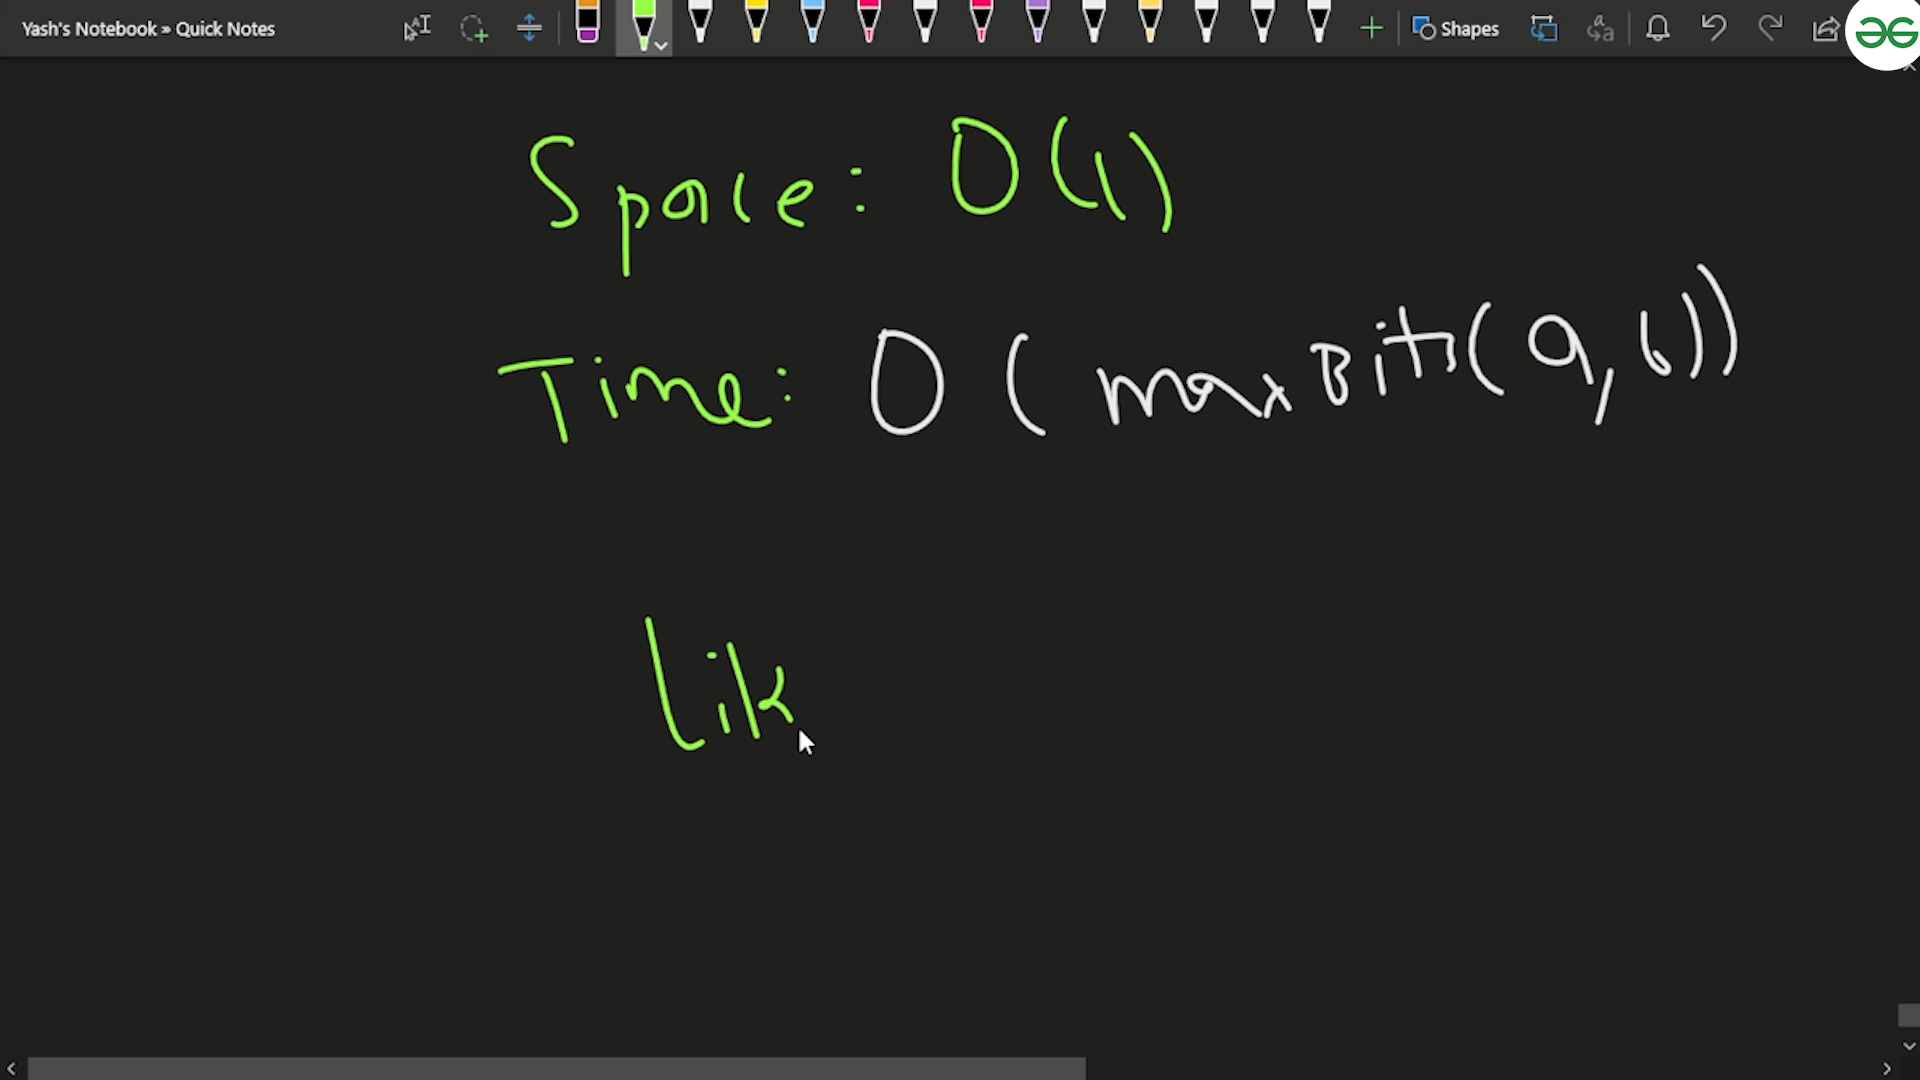 Yash's Notebook » Quick Notes
Shapes
Space: O(1)
Time: O(maxBits(a,b))
Lik